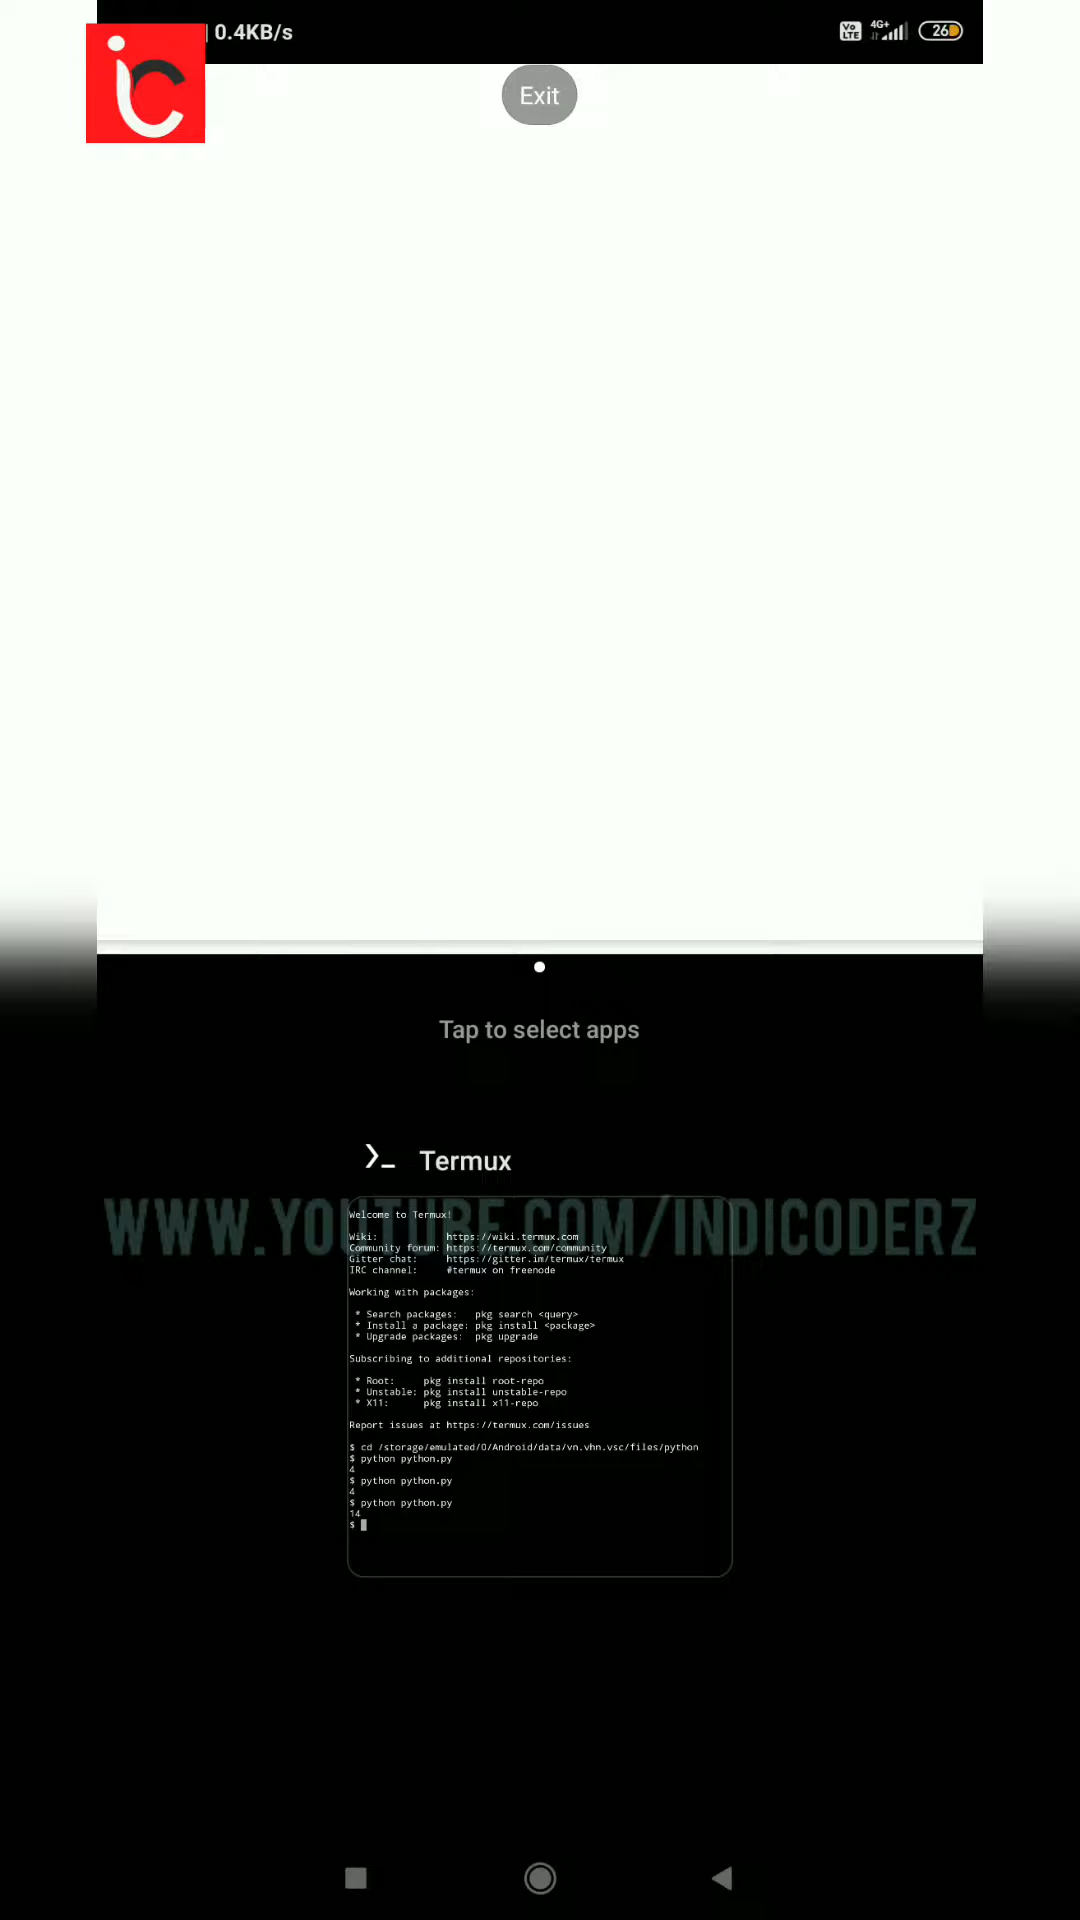 0.4KB/s
Vo LTE 4G+ 26
ic
Exit
Tap to select apps
Termux
WWW.YOUTUBE.COM/INDICODERZ
Welcome to Termux!
Wiki: https://wiki.termux.com
Community forum: https://termux.com/community
Gitter chat: https://gitter.im/termux/termux
IRC channel: #termux on freenode
Working with packages:
* Search packages: pkg search <query>
* Install a package: pkg install <package>
* Upgrade packages: pkg upgrade
Subscribing to additional repositories:
* Root: pkg install root-repo
* Unstable: pkg install unstable-repo
* X11: pkg install x11-repo
Report issues at https://termux.com/issues
$ cd /storage/emulated/0/Android/data/vn.vhn.vsc/files/python
$ python python.py
4
$ python python.py
4
$ python python.py
14
$